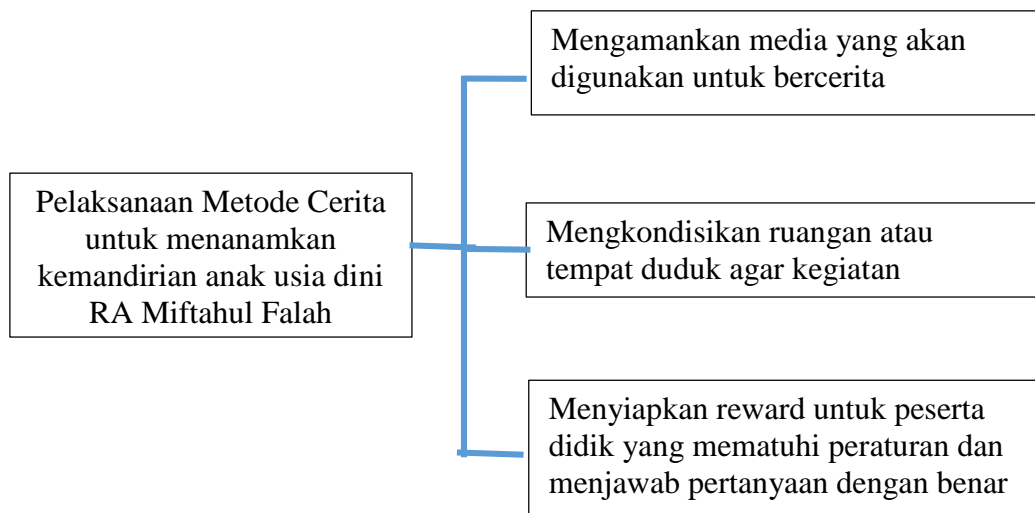 Mengamankan media yang akan
digunakan untuk bercerita
Pelaksanaan Metode Cerita
untuk menanamkan
kemandirian anak usia dini
RA Miftahul Falah
Mengkondisikan ruangan atau
tempat duduk agar kegiatan
Menyiapkan reward untuk peserta
didik yang mematuhi peraturan dan
menjawab pertanyaan dengan benar